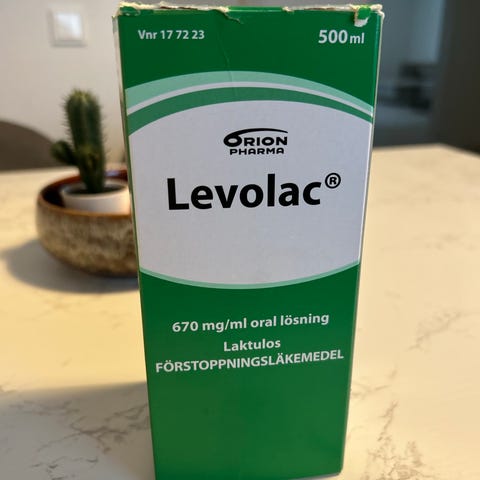 Vnr 17 72 23 500 ml
ORION
PHARMA
Levolac®
670 mg/ml oral lösning
Laktulos
FÖRSTOPPNINGSLÄKEMEDEL